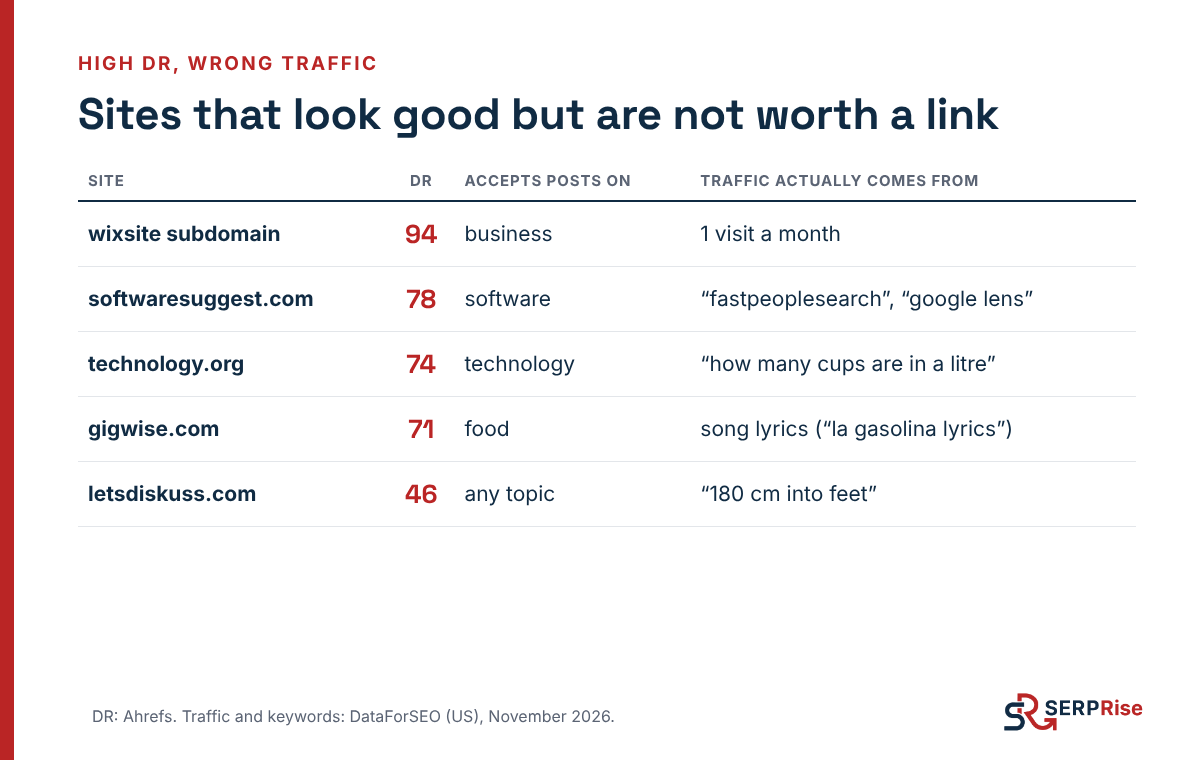 HIGH DR, WRONG TRAFFIC
Sites that look good but are not worth a link
SITE DR ACCEPTS POSTS ON TRAFFIC ACTUALLY COMES FROM
wixsite subdomain 94 business 1 visit a month
softwaresuggest.com 78 software “fastpeoplesearch”, “google lens”
technology.org 74 technology “how many cups are in a litre”
gigwise.com 71 food song lyrics (“la gasolina lyrics”)
letsdiskuss.com 46 any topic “180 cm into feet”
DR: Ahrefs. Traffic and keywords: DataForSEO (US), November 2026.
SR SERPRise